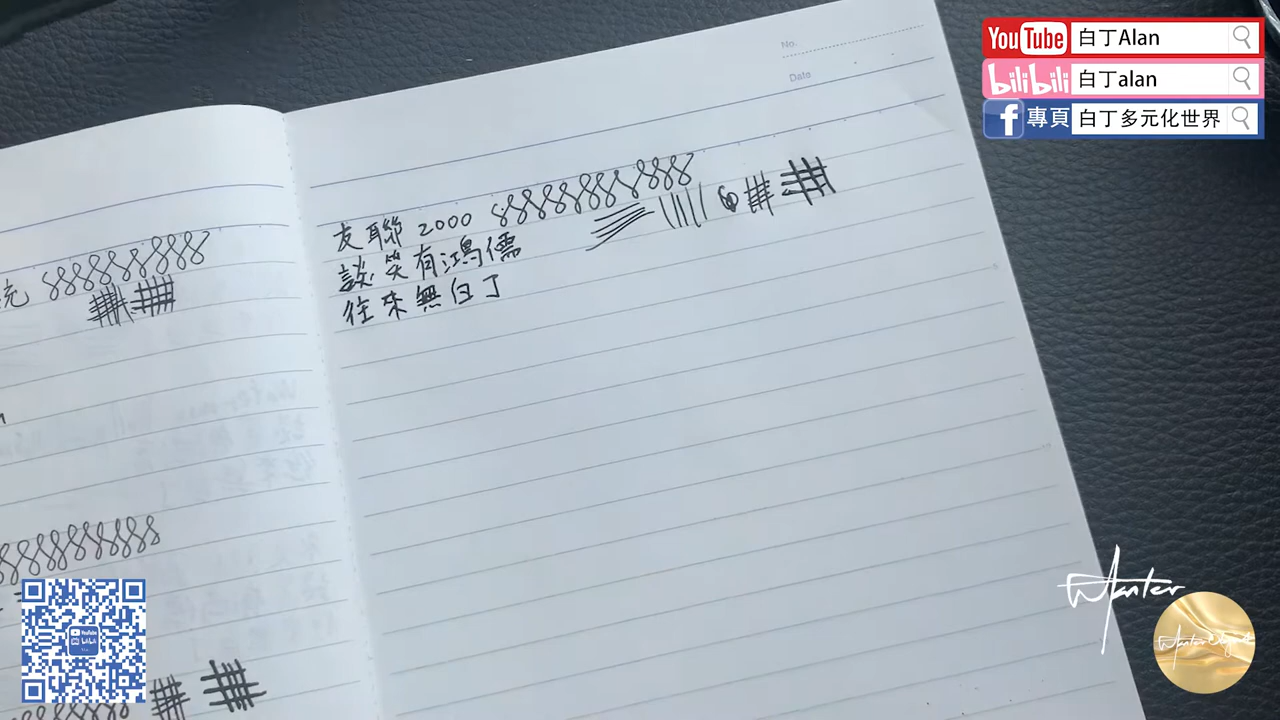 YouTube 白丁Alan
bilibili 白丁alan
f 專頁 白丁多元化世界
No.
Date
友聯 2000
談笑有鴻儒
往來無白丁
Wanter